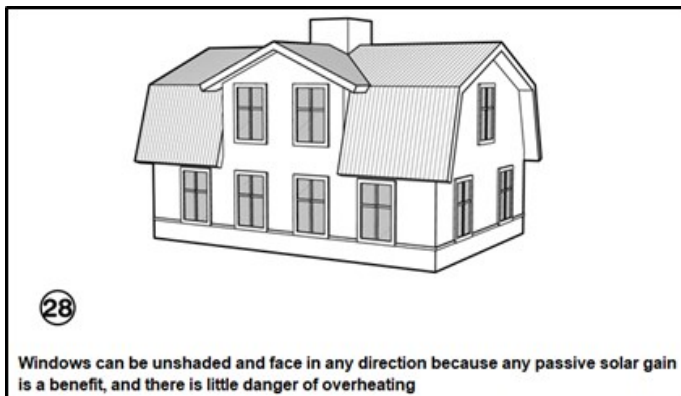 28
Windows can be unshaded and face in any direction because any passive solar gain
is a benefit, and there is little danger of overheating